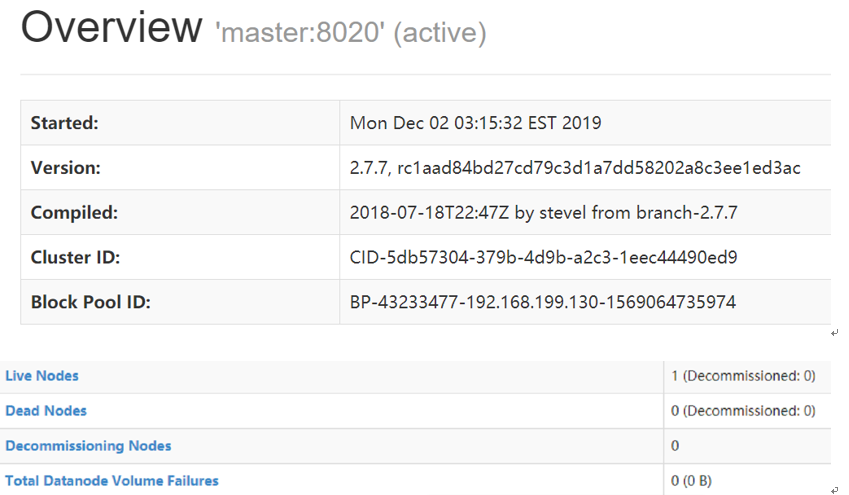 Overview 'master:8020' (active)
Started: Mon Dec 02 03:15:32 EST 2019
Version: 2.7.7, rc1aad84bd27cd79c3d1a7dd58202a8c3ee1ed3ac
Compiled: 2018-07-18T22:47Z by stevel from branch-2.7.7
Cluster ID: CID-5db57304-379b-4d9b-a2c3-1eec44490ed9
Block Pool ID: BP-43233477-192.168.199.130-1569064735974
Live Nodes 1 (Decommissioned: 0)
Dead Nodes 0 (Decommissioned: 0)
Decommissioning Nodes 0
Total Datanode Volume Failures 0 (0 B)